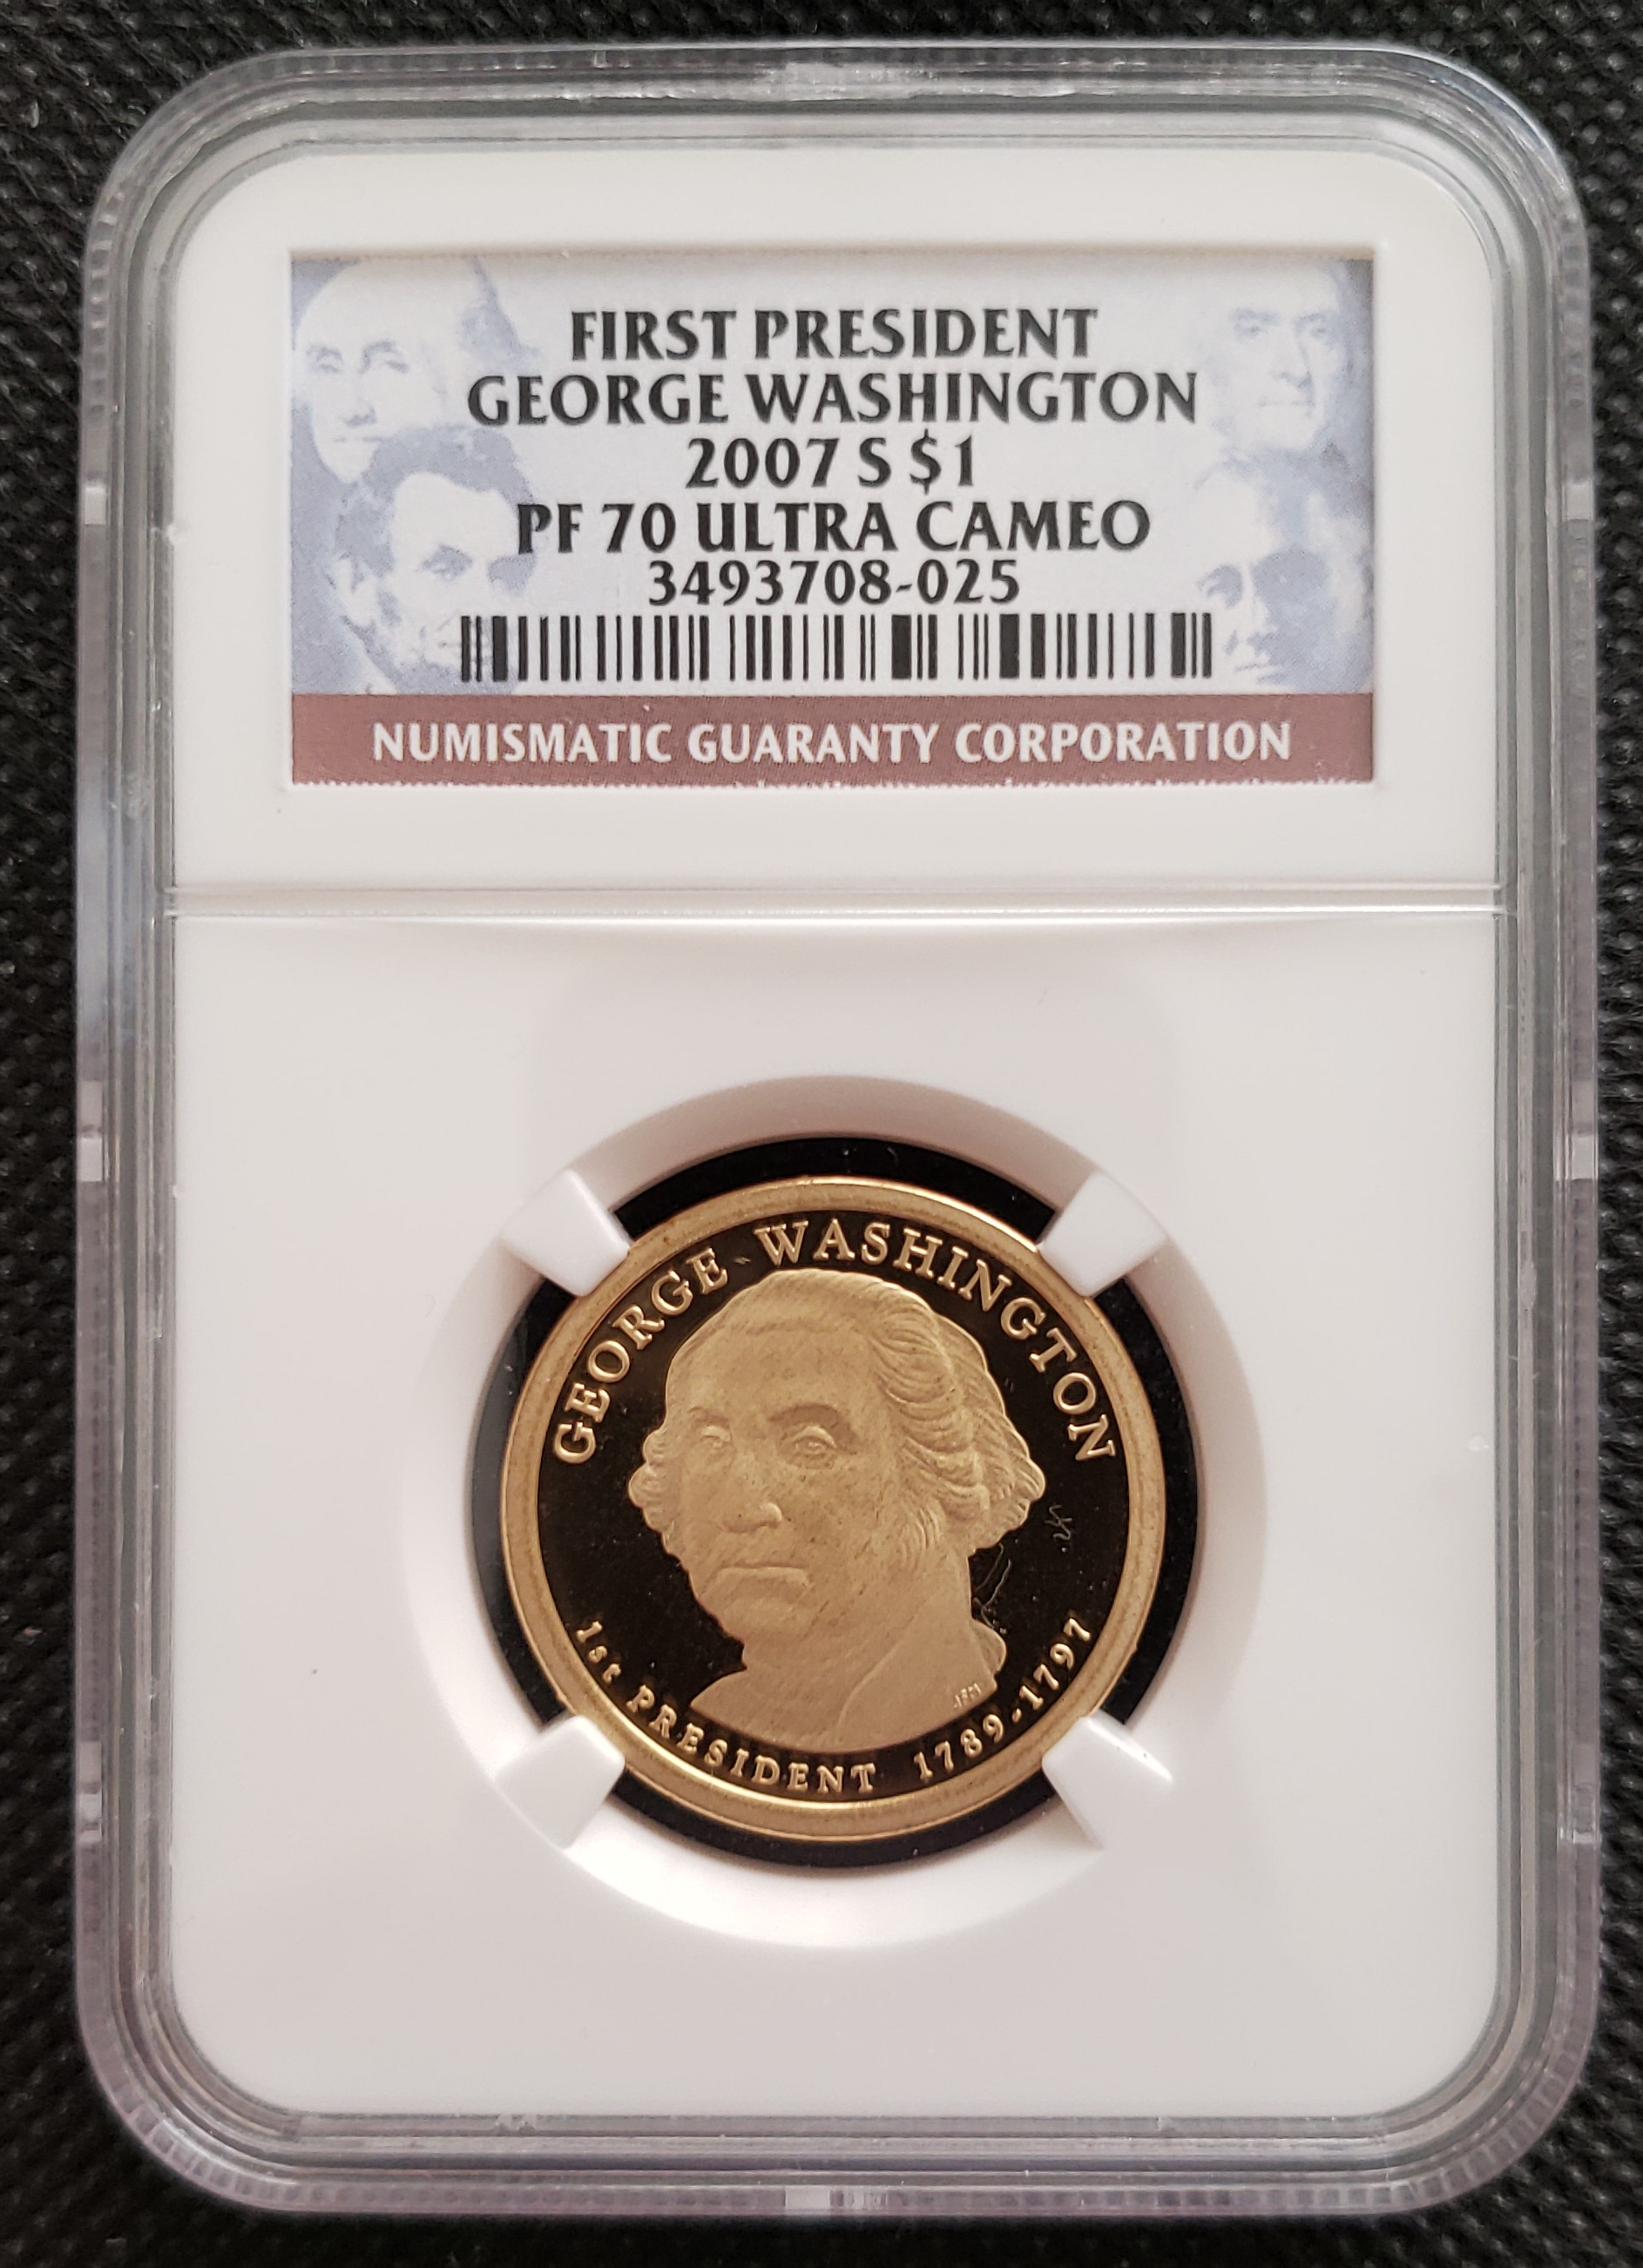 FIRST PRESIDENT
GEORGE WASHINGTON
2007 S $1
PF 70 ULTRA CAMEO
3493708-025
NUMISMATIC GUARANTY CORPORATION
GEORGE WASHINGTON
1st PRESIDENT 1789-1797
JFM